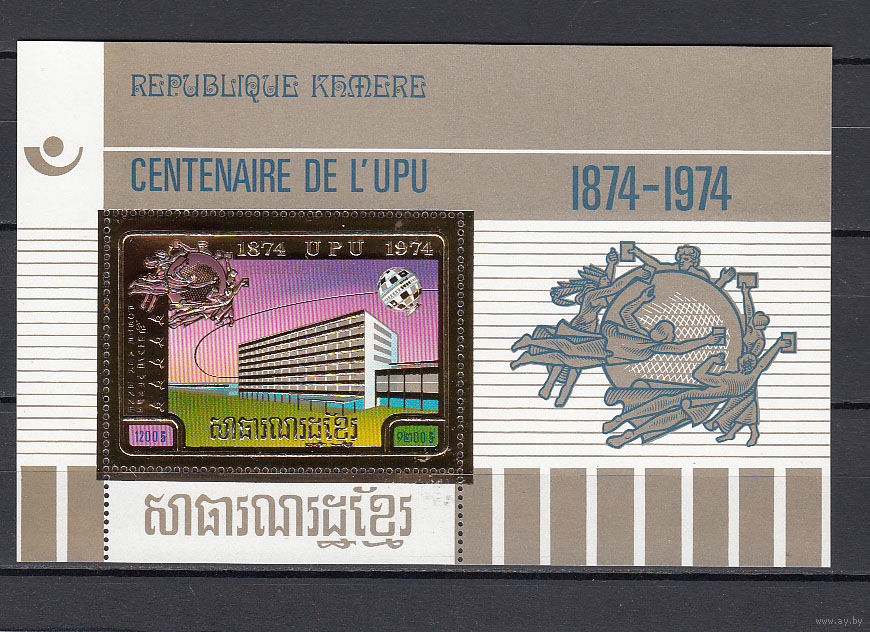 REPUBLIQUE KHMERE
CENTENAIRE DE L'UPU
1874-1974
1874 UPU 1974
សាធារណរដ្ឋខ្មែរ
1200៛
១២០០៛
សាធារណរដ្ឋខ្មែរ
www.ay.by